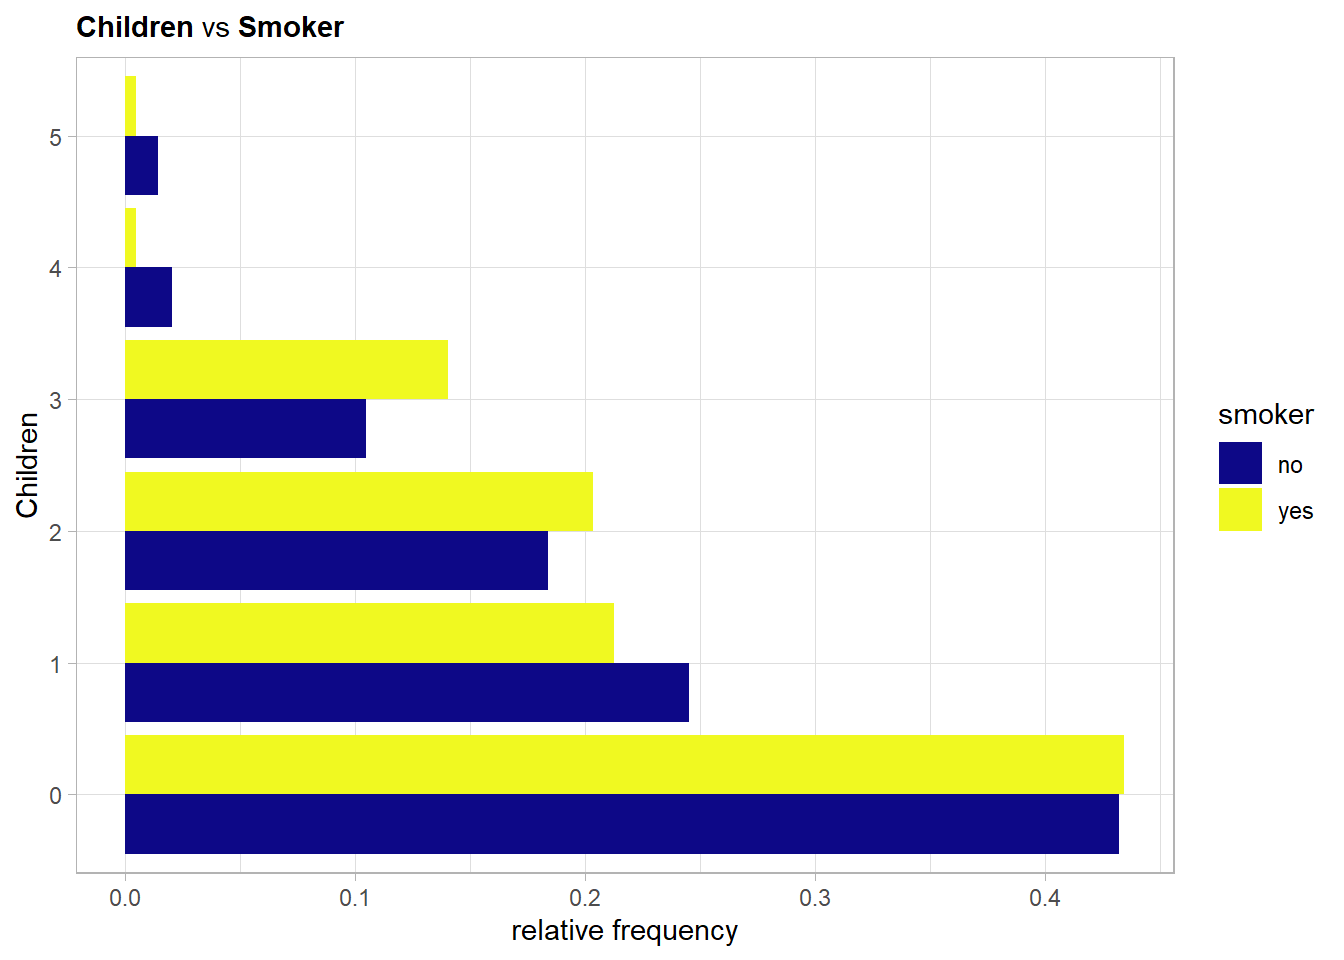 Children vs Smoker
5
4
3
2
1
0
Children
0.0 0.1 0.2 0.3 0.4
relative frequency
smoker
no
yes